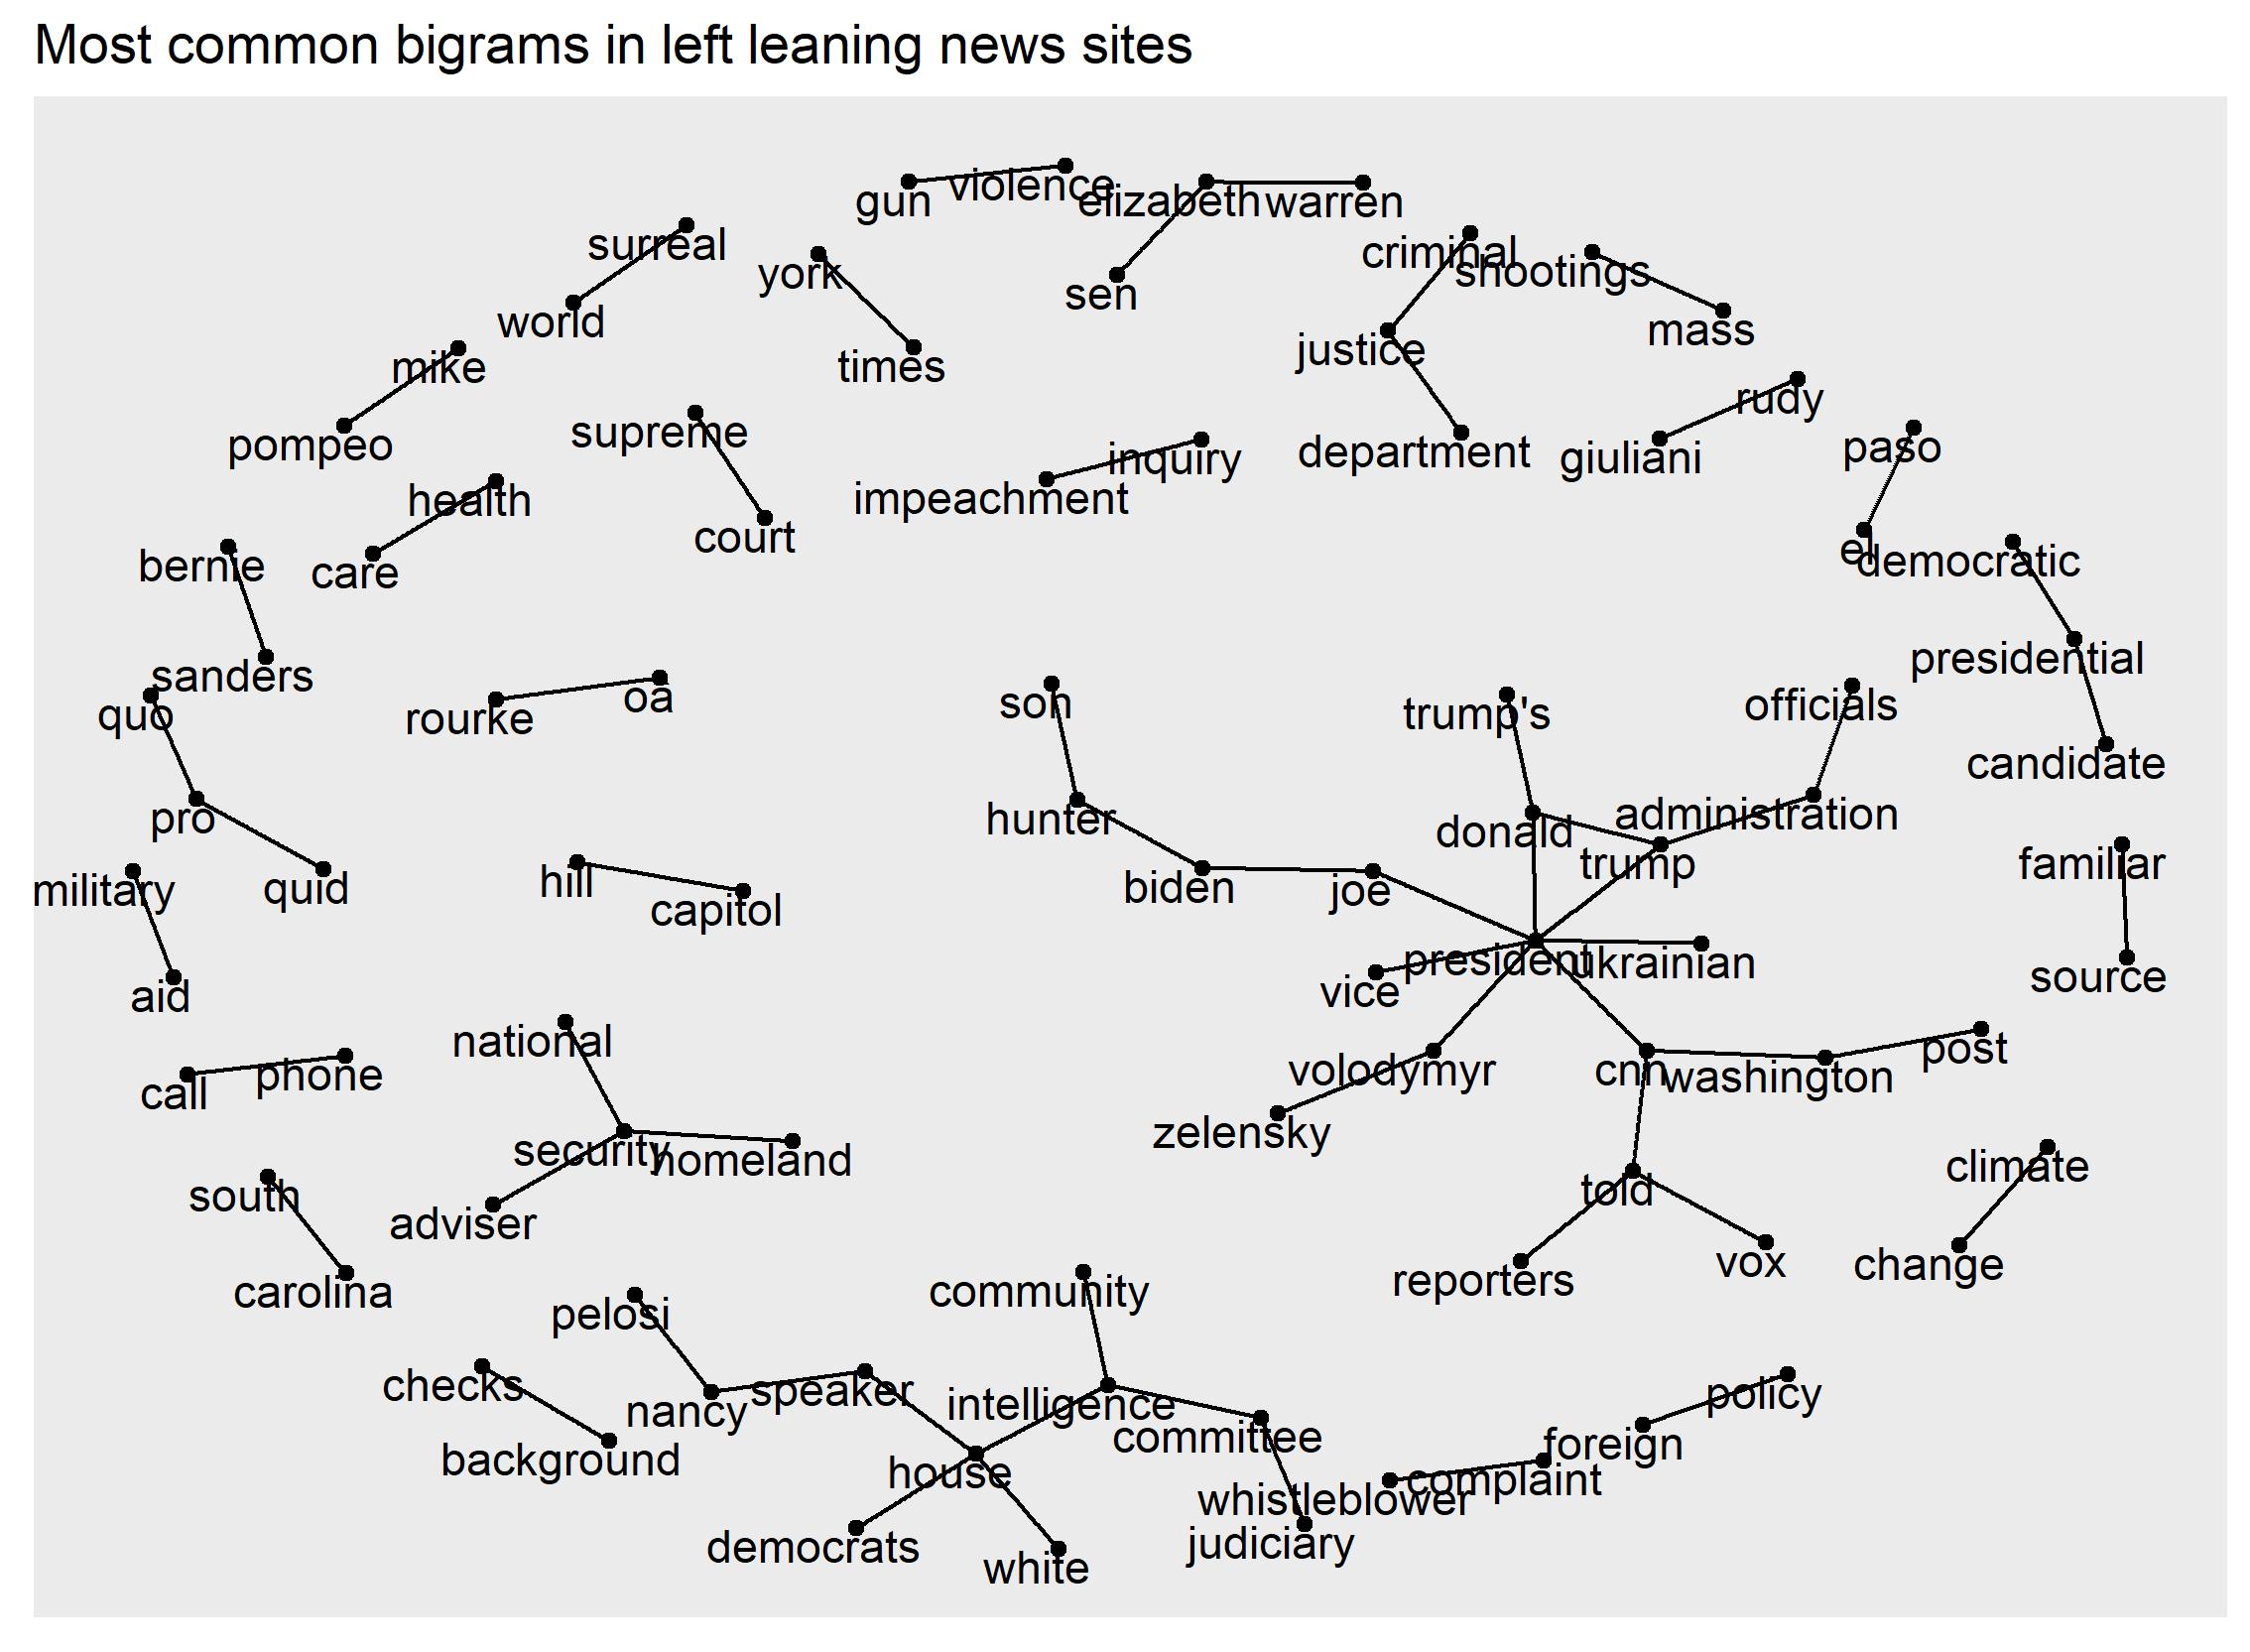 Most common bigrams in left leaning news sites
violence
gun
elizabeth
warren
surreal
criminal
york
shootings
sen
world
mass
justice
mike
times
rudy
supreme
pompeo
paso
department
giuliani
inquiry
health
impeachment
court
el
democratic
bernie
care
presidential
sanders
oa
son
officials
quo
trump's
rourke
candidate
administration
pro
hunter
donald
familiar
trump
hill
quid
biden
joe
military
capitol
president
ukrainian
source
vice
aid
national
post
volodymyr
cnn
phone
washington
call
zelensky
security
homeland
climate
told
south
adviser
vox
change
reporters
community
carolina
pelosi
checks
speaker
policy
intelligence
nancy
committee
foreign
background
house
complaint
whistleblower
judiciary
democrats
white